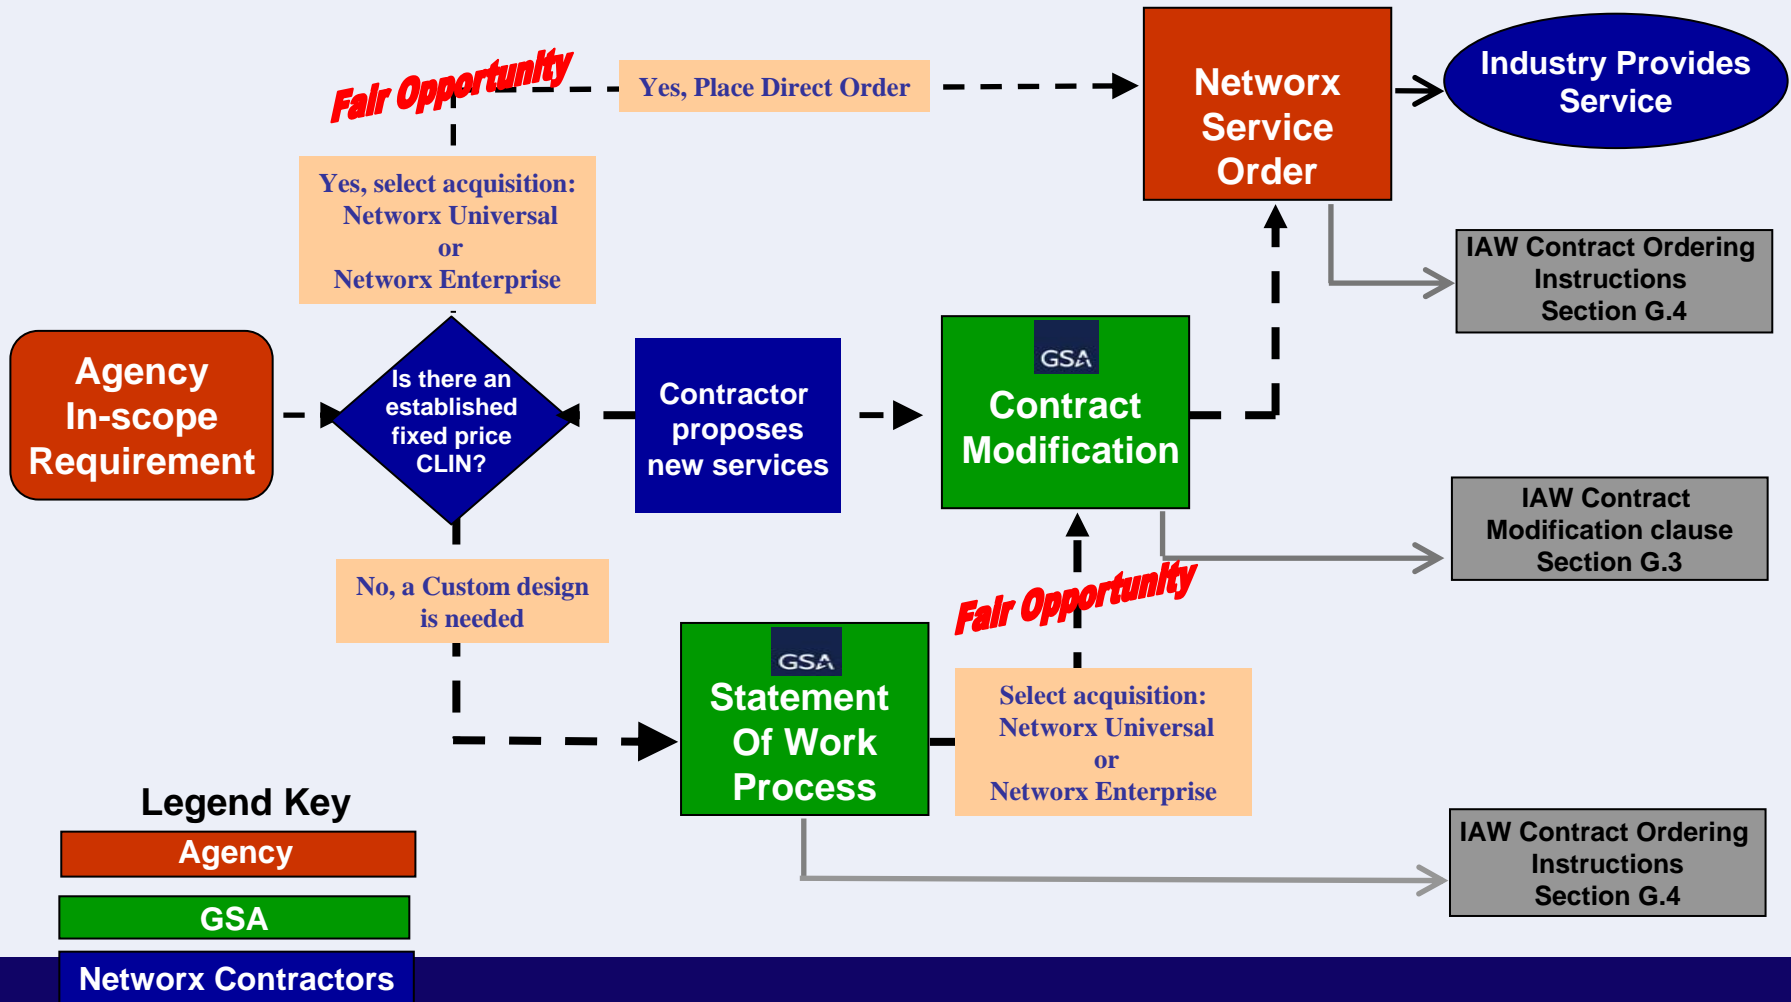 Fair Opportunity
Yes, Place Direct Order
Networx
Service
Order
Industry Provides
Service
Yes, select acquisition:
Networx Universal
or
Networx Enterprise
IAW Contract Ordering
Instructions
Section G.4
Agency
In-scope
Requirement
Is there an
established
fixed price
CLIN?
Contractor
proposes
new services
GSA
Contract
Modification
IAW Contract
Modification clause
Section G.3
No, a Custom design
is needed
Fair Opportunity
GSA
Statement
Of Work
Process
Select acquisition:
Networx Universal
or
Networx Enterprise
IAW Contract Ordering
Instructions
Section G.4
Legend Key
Agency
GSA
Networx Contractors